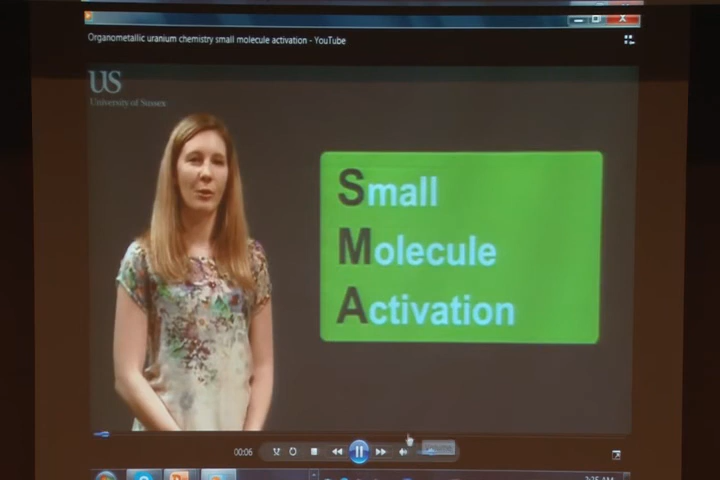 Organometallic uranium chemistry small molecule activation - YouTube
US
University of Sussex
Small
Molecule
Activation
00:06